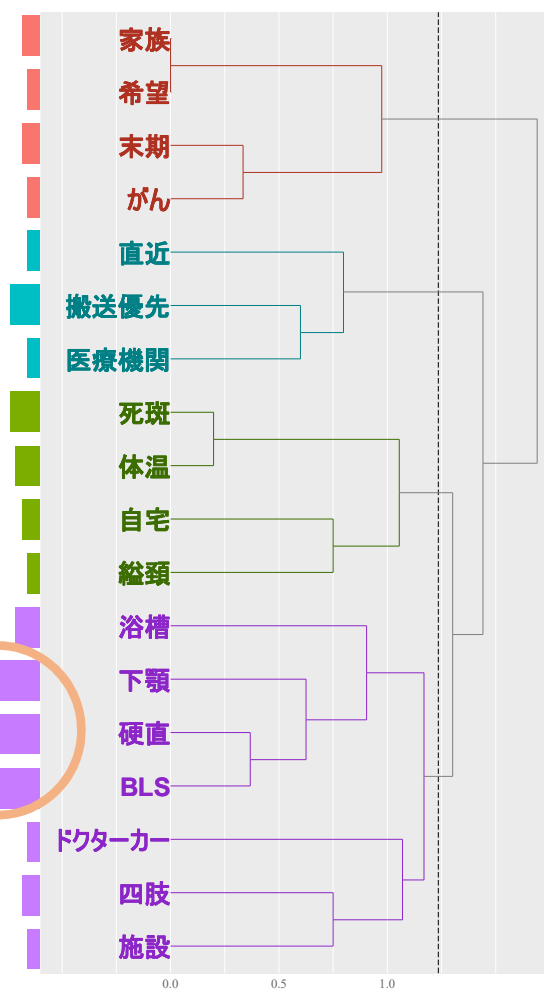 家族
希望
末期
がん
直近
搬送優先
医療機関
死斑
体温
自宅
縊頚
浴槽
下顎
硬直
BLS
ドクターカー
四肢
施設
0.0 0.5 1.0